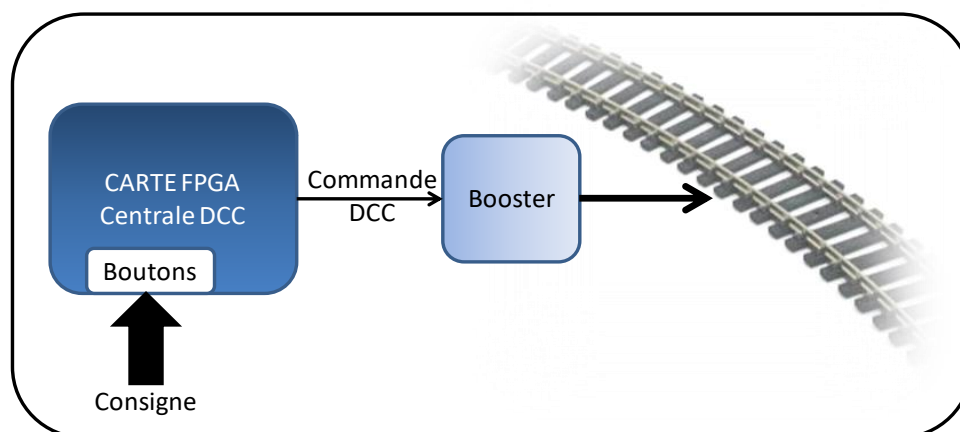 CARTE FPGA
Centrale DCC
Boutons
Consigne
Commande
DCC
Booster